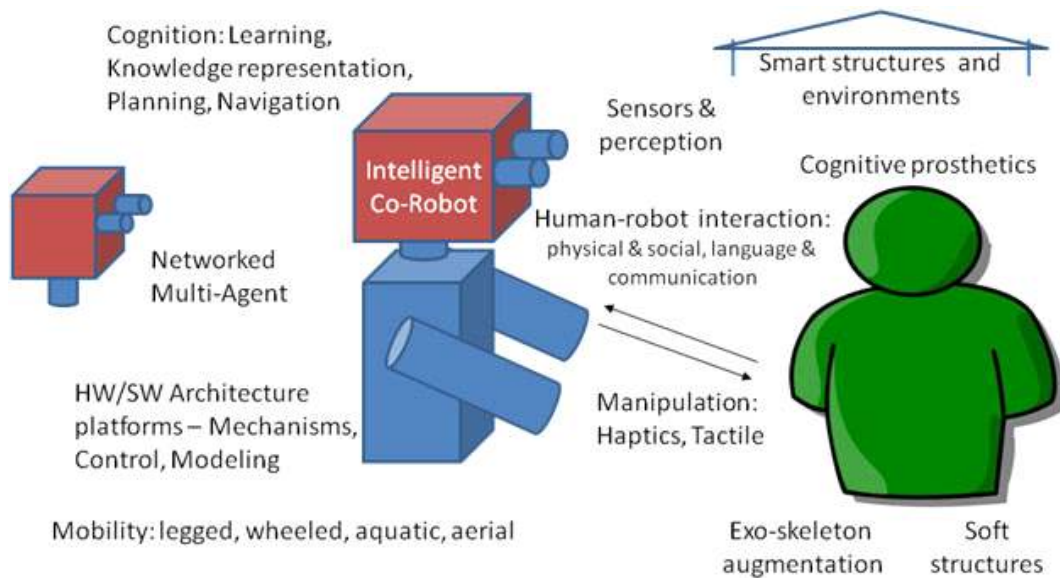 Cognition: Learning,
Knowledge representation,
Planning, Navigation
Smart structures and
environments
Sensors &
perception
Intelligent
Co-Robot
Cognitive prosthetics
Human-robot interaction:
physical & social, language &
communication
Networked
Multi-Agent
HW/SW Architecture
platforms – Mechanisms,
Control, Modeling
Manipulation:
Haptics, Tactile
Mobility: legged, wheeled, aquatic, aerial
Exo-skeleton
augmentation
Soft
structures